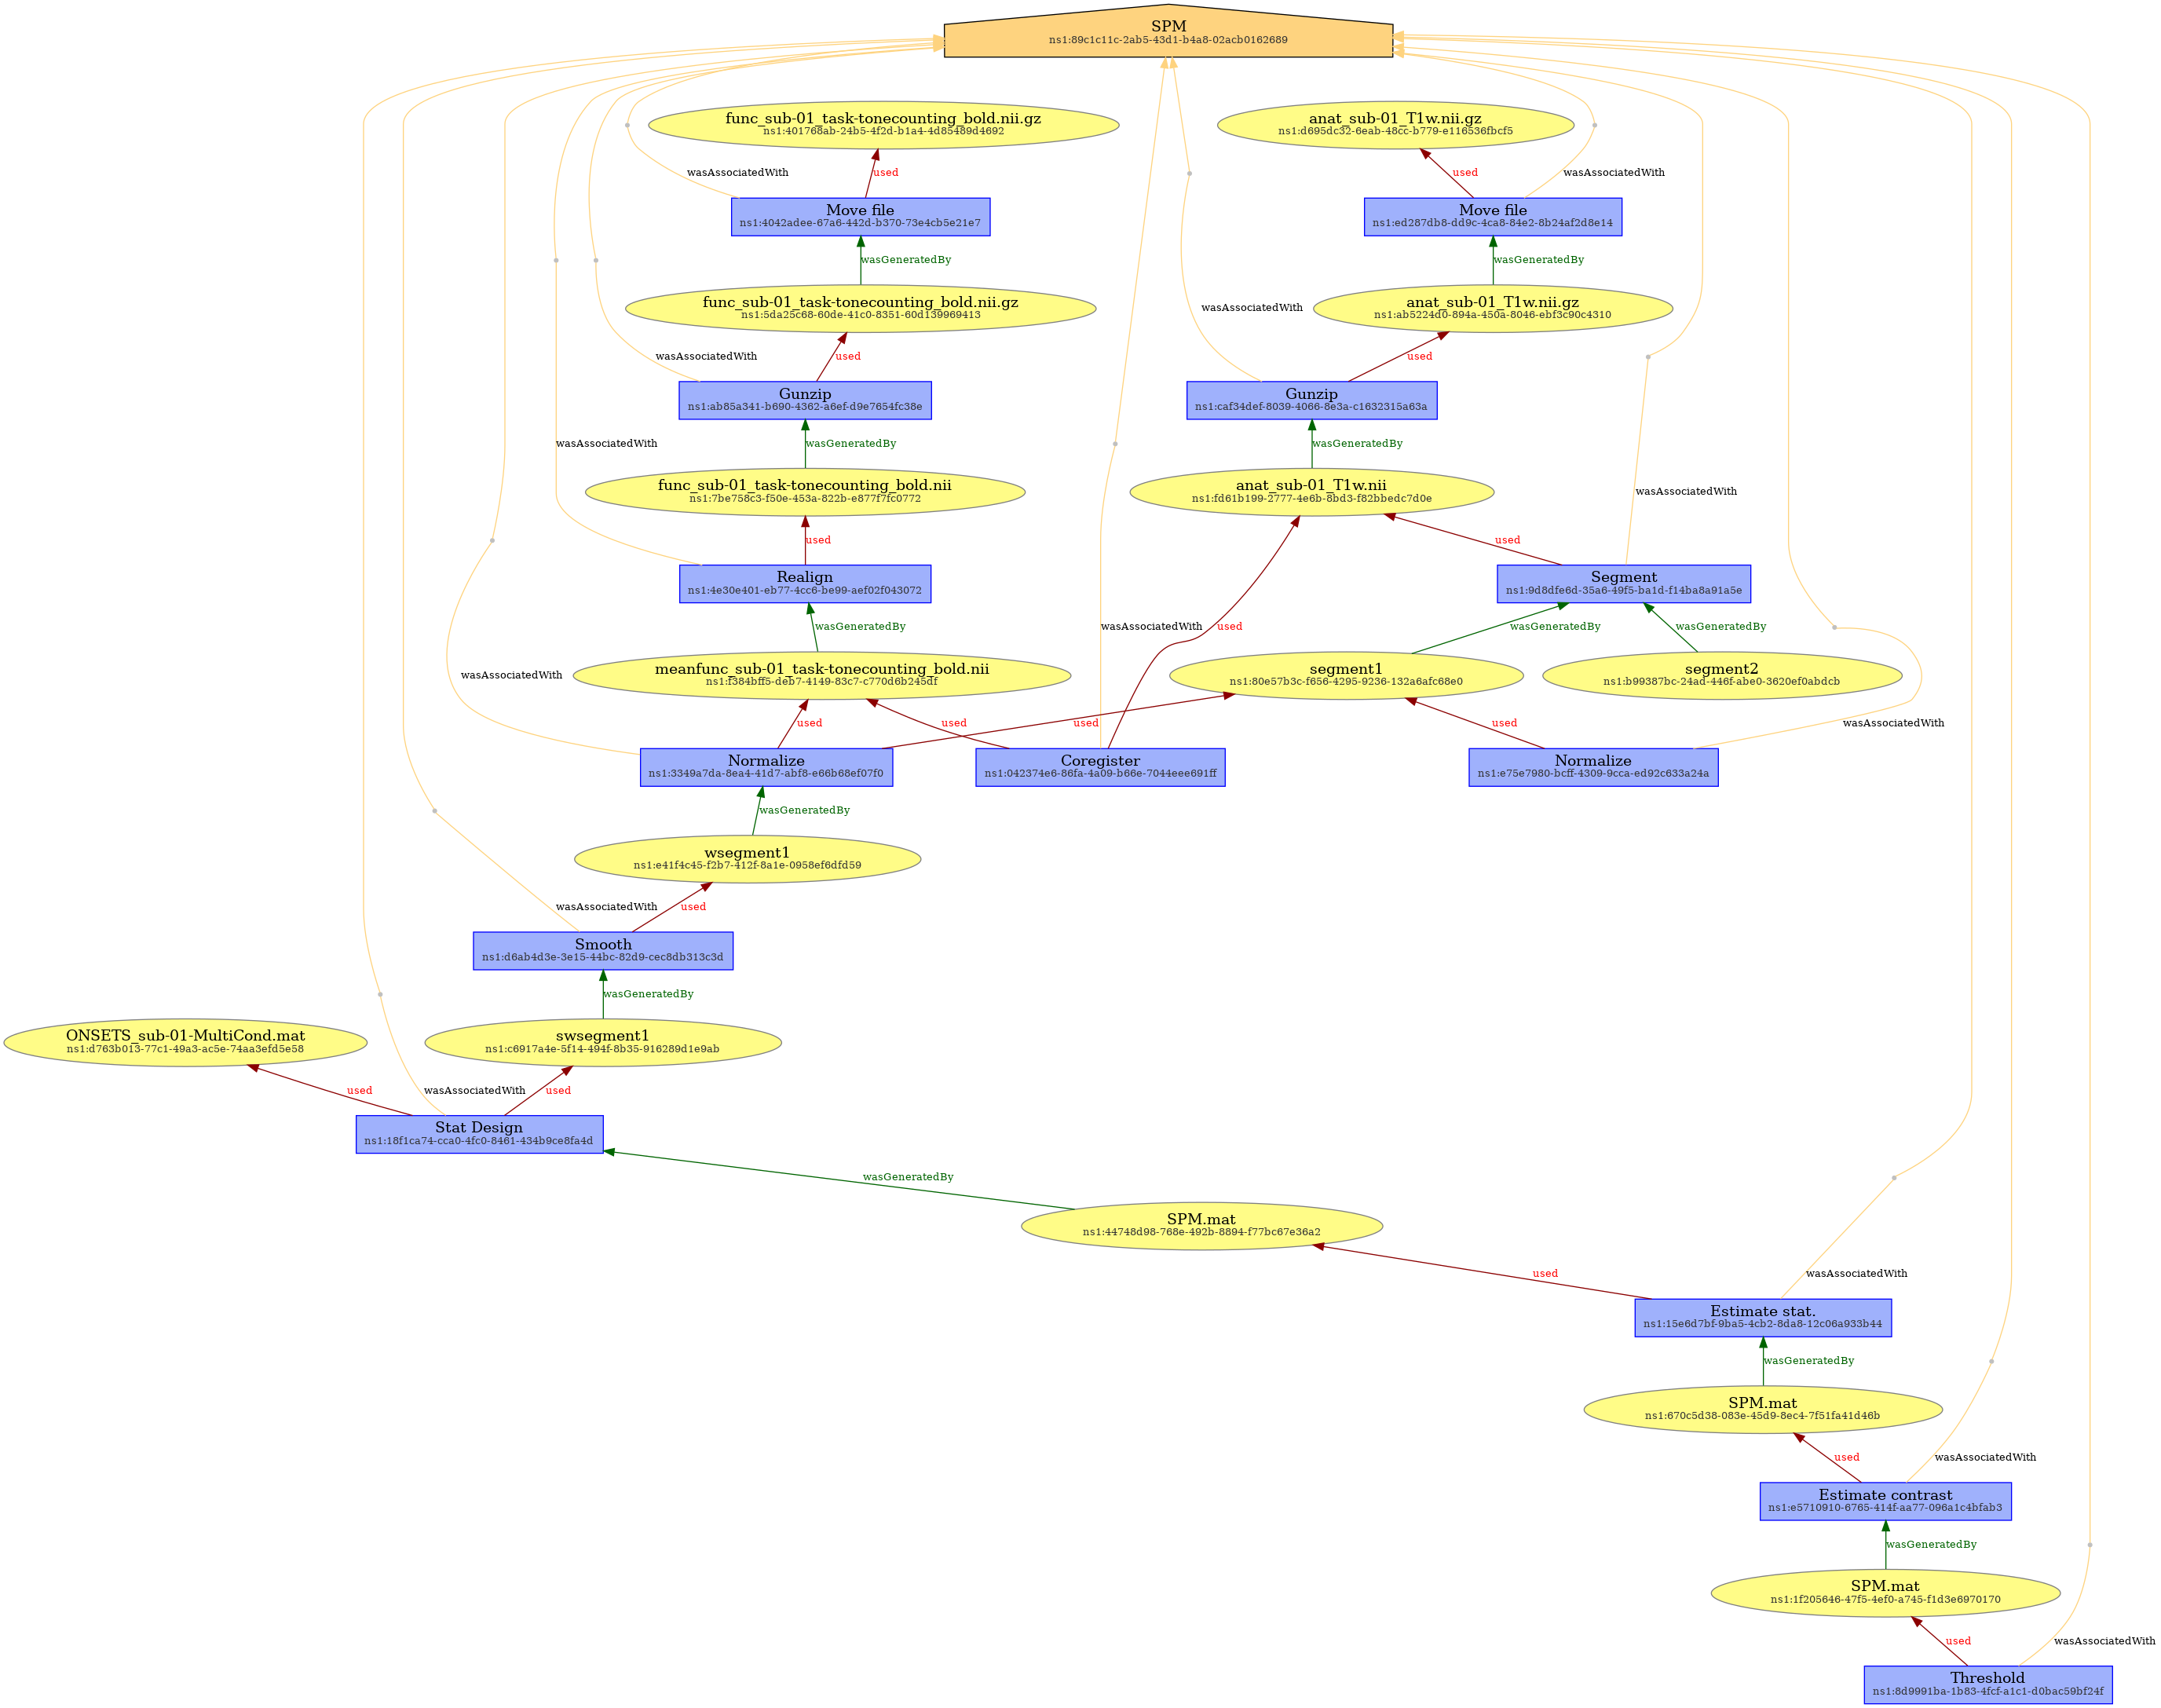 SPM
ns1:89c1c11c-2ab5-43d1-b4a8-02acb0162689
func_sub-01_task-tonecounting_bold.nii.gz
ns1:401768ab-24b5-4f2d-b1a4-4d85489d4692
anat_sub-01_T1w.nii.gz
ns1:d695dc32-6eab-48cc-b779-e116536fbcf5
wasAssociatedWith
used
used
wasAssociatedWith
Move file
ns1:4042adee-67a6-442d-b370-73e4cb5e21e7
Move file
ns1:ed287db8-dd9c-4ca8-84e2-8b24af2d8e14
wasGeneratedBy
wasGeneratedBy
func_sub-01_task-tonecounting_bold.nii.gz
ns1:5da25c68-60de-41c0-8351-60d139969413
wasAssociatedWith
anat_sub-01_T1w.nii.gz
ns1:ab5224d0-894a-450a-8046-ebf3c90c4310
wasAssociatedWith
used
used
Gunzip
ns1:ab85a341-b690-4362-a6ef-d9e7654fc38e
Gunzip
ns1:caf34def-8039-4066-8e3a-c1632315a63a
wasAssociatedWith
wasGeneratedBy
wasGeneratedBy
func_sub-01_task-tonecounting_bold.nii
ns1:7be758c3-f50e-453a-822b-e877f7fc0772
anat_sub-01_T1w.nii
ns1:fd61b199-2777-4e6b-8bd3-f82bbedc7d0e
wasAssociatedWith
used
used
Realign
ns1:4e30e401-eb77-4cc6-be99-aef02f043072
Segment
ns1:9d8dfe6d-35a6-49f5-ba1d-f14ba8a91a5e
wasGeneratedBy
wasAssociatedWith
used
wasGeneratedBy
wasGeneratedBy
wasAssociatedWith
meanfunc_sub-01_task-tonecounting_bold.nii
ns1:f384bff5-deb7-4149-83c7-c770d6b245df
segment1
ns1:80e57b3c-f656-4295-9236-132a6afc68e0
segment2
ns1:b99387bc-24ad-446f-abe0-3620ef0abdcb
used
used
used
used
wasAssociatedWith
Normalize
ns1:3349a7da-8ea4-41d7-abf8-e66b68ef07f0
Coregister
ns1:042374e6-86fa-4a09-b66e-7044eee691ff
Normalize
ns1:e75e7980-bcff-4309-9cca-ed92c633a24a
wasGeneratedBy
wsegment1
ns1:e41f4c45-f2b7-412f-8a1e-0958ef6dfd59
wasAssociatedWith
used
Smooth
ns1:d6ab4d3e-3e15-44bc-82d9-cec8db313c3d
wasGeneratedBy
ONSETS_sub-01-MultiCond.mat
ns1:d763b013-77c1-49a3-ac5e-74aa3efd5e58
swsegment1
ns1:c6917a4e-5f14-494f-8b35-916289d1e9ab
used
wasAssociatedWith
used
Stat Design
ns1:18f1ca74-cca0-4fc0-8461-434b9ce8fa4d
wasGeneratedBy
SPM.mat
ns1:44748d98-768e-492b-8894-f77bc67e36a2
used
wasAssociatedWith
Estimate stat.
ns1:15e6d7bf-9ba5-4cb2-8da8-12c06a933b44
wasGeneratedBy
SPM.mat
ns1:670c5d38-083e-45d9-8ec4-7f51fa41d46b
used
wasAssociatedWith
Estimate contrast
ns1:e5710910-6765-414f-aa77-096a1c4bfab3
wasGeneratedBy
SPM.mat
ns1:1f205646-47f5-4ef0-a745-f1d3e6970170
used
wasAssociatedWith
Threshold
ns1:8d9991ba-1b83-4fcf-a1c1-d0bac59bf24f